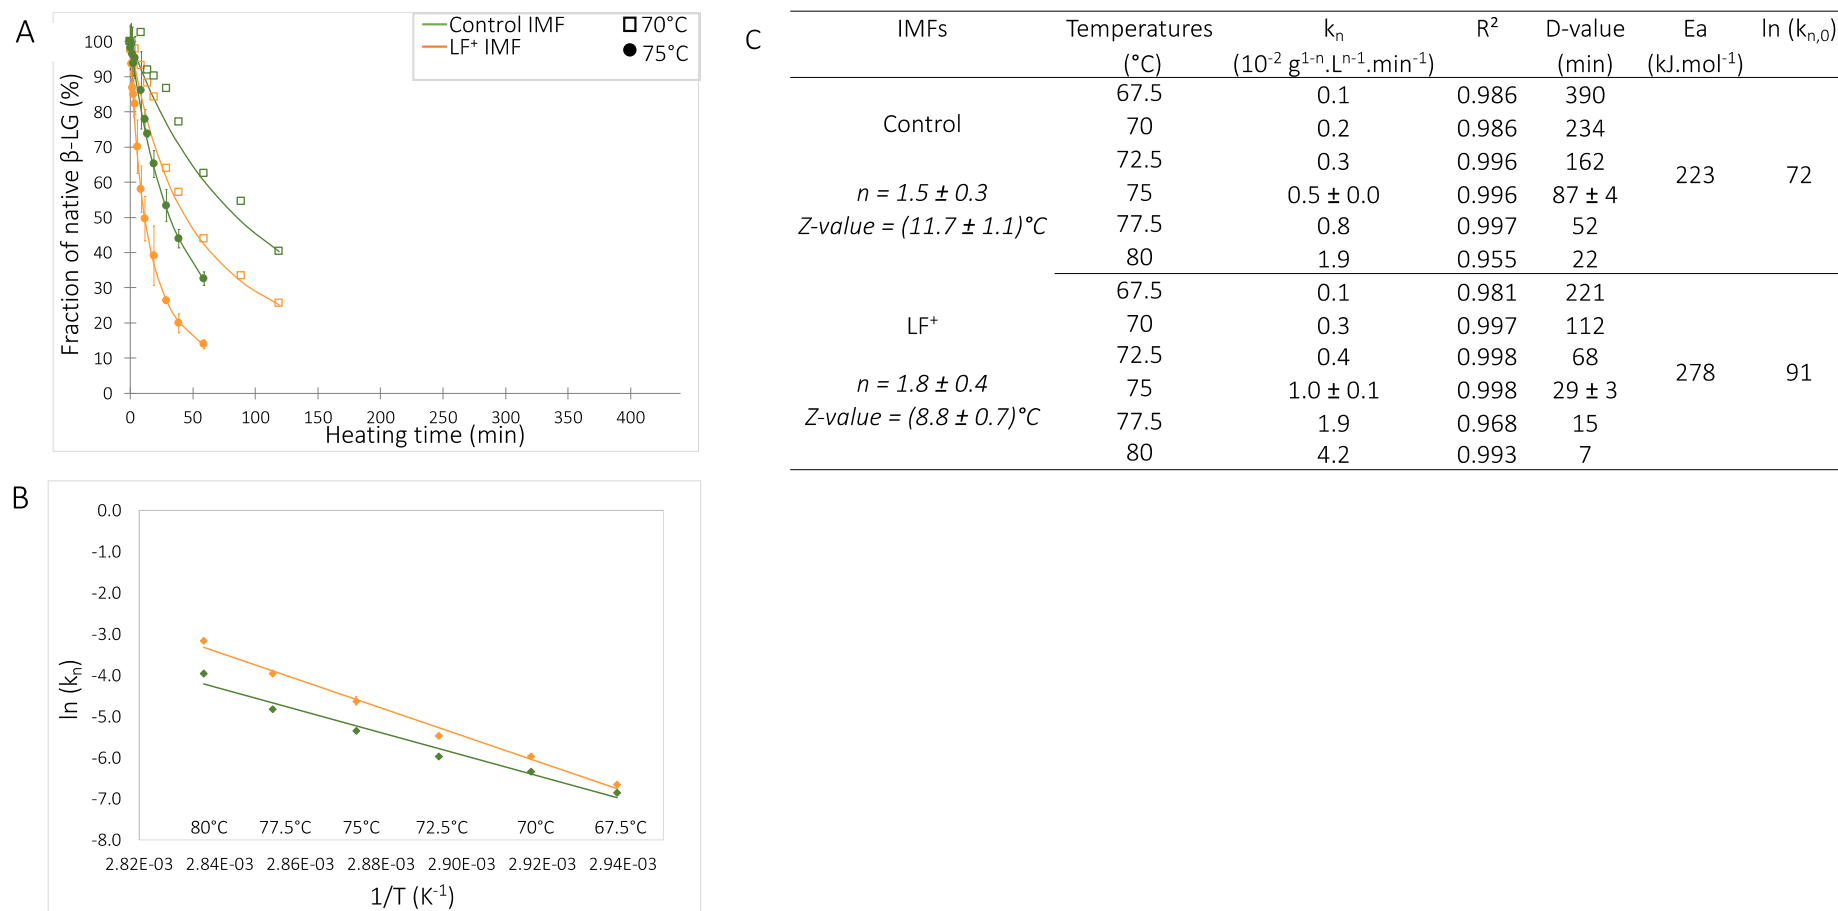 A
Control IMF
LF⁺ IMF
70°C
75°C
100
90
80
70
60
50
40
30
20
10
0
Fraction of native β-LG (%)
0 50 100 150 200 250 300 350 400
Heating time (min)
B
0.0
-1.0
-2.0
-3.0
-4.0
-5.0
-6.0
-7.0
-8.0
ln (kₙ)
80°C 77.5°C 75°C 72.5°C 70°C 67.5°C
2.82E-03 2.84E-03 2.86E-03 2.88E-03 2.90E-03 2.92E-03 2.94E-03
1/T (K⁻¹)
C
IMFs Temperatures kₙ R² D-value Ea ln (kₙ,₀)
(°C) (10⁻² g¹⁻ⁿ.Lⁿ⁻¹.min⁻¹) (min) (kJ.mol⁻¹)
67.5 0.1 0.986 390
Control 70 0.2 0.986 234
72.5 0.3 0.996 162
223 72
n = 1.5 ± 0.3 75 0.5 ± 0.0 0.996 87 ± 4
Z-value = (11.7 ± 1.1)°C 77.5 0.8 0.997 52
80 1.9 0.955 22
67.5 0.1 0.981 221
LF⁺ 70 0.3 0.997 112
72.5 0.4 0.998 68
278 91
n = 1.8 ± 0.4 75 1.0 ± 0.1 0.998 29 ± 3
Z-value = (8.8 ± 0.7)°C 77.5 1.9 0.968 15
80 4.2 0.993 7